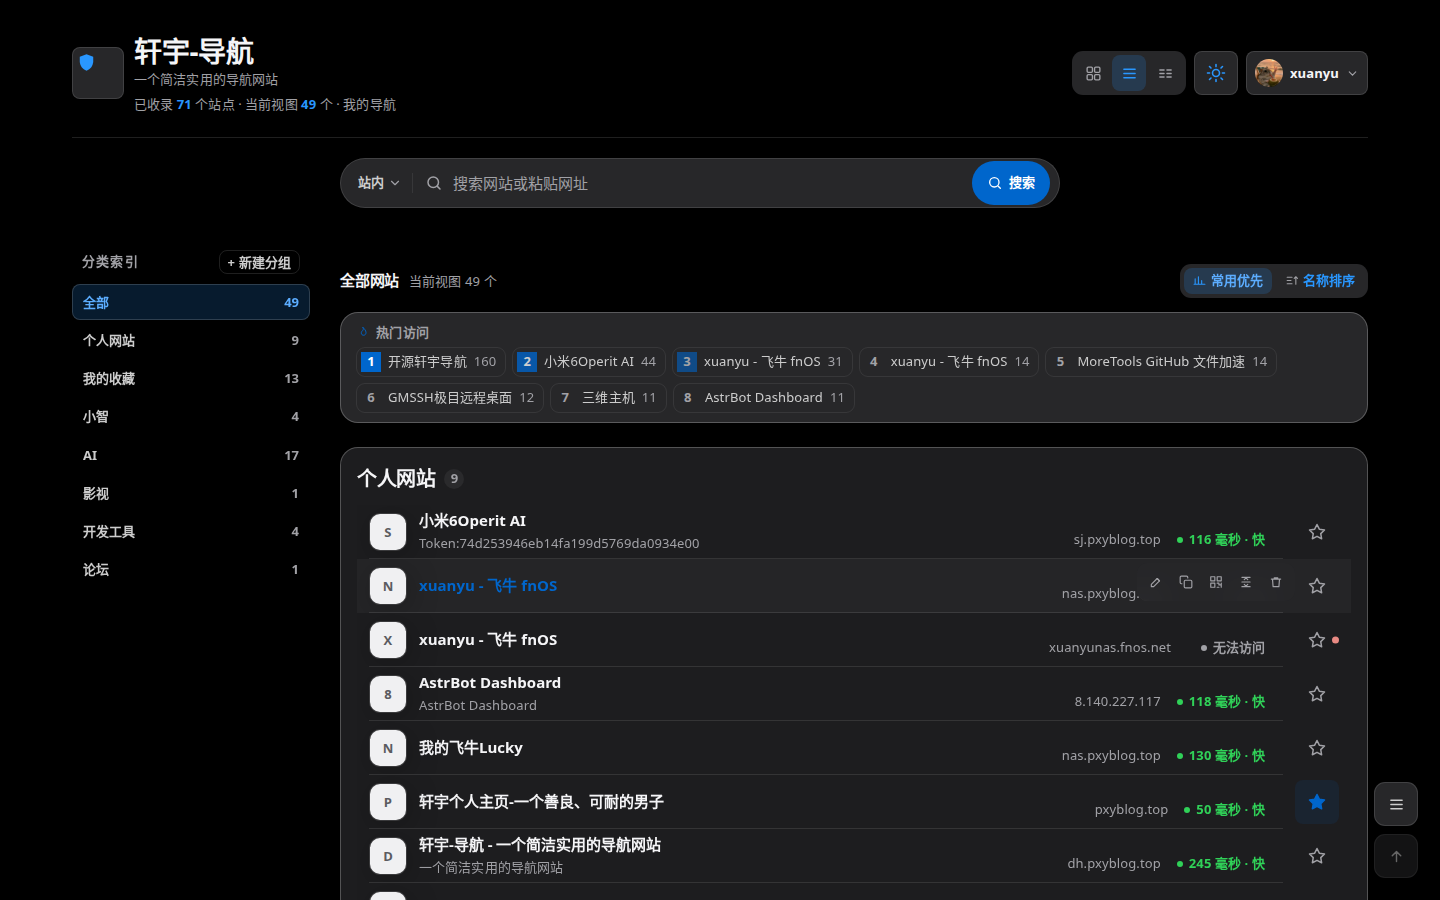 轩宇-导航
一个简洁实用的导航网站
已收录 71 个站点 · 当前视图 49 个 · 我的导航
xuanyu
站内
搜索网站或粘贴网址
搜索
分类索引
+ 新建分组
全部 49
个人网站 9
我的收藏 13
小智 4
AI 17
影视 1
开发工具 4
论坛 1
全部网站 当前视图 49 个
常用优先
名称排序
热门访问
1 开源轩宇导航 160
2 小米6Operit AI 44
3 xuanyu - 飞牛 fnOS 31
4 xuanyu - 飞牛 fnOS 14
5 MoreTools GitHub 文件加速 14
6 GMSSH极目远程桌面 12
7 三维主机 11
8 AstrBot Dashboard 11
个人网站 9
S
小米6Operit AI
Token:74d253946eb14fa199d5769da0934e00
sj.pxyblog.top 116 毫秒 · 快
N
xuanyu - 飞牛 fnOS
nas.pxyblog.
X
xuanyu - 飞牛 fnOS
xuanyunas.fnos.net 无法访问
8
AstrBot Dashboard
AstrBot Dashboard
8.140.227.117 118 毫秒 · 快
N
我的飞牛Lucky
nas.pxyblog.top 130 毫秒 · 快
P
轩宇个人主页-一个善良、可耐的男子
pxyblog.top 50 毫秒 · 快
D
轩宇-导航 - 一个简洁实用的导航网站
一个简洁实用的导航网站
dh.pxyblog.top 245 毫秒 · 快